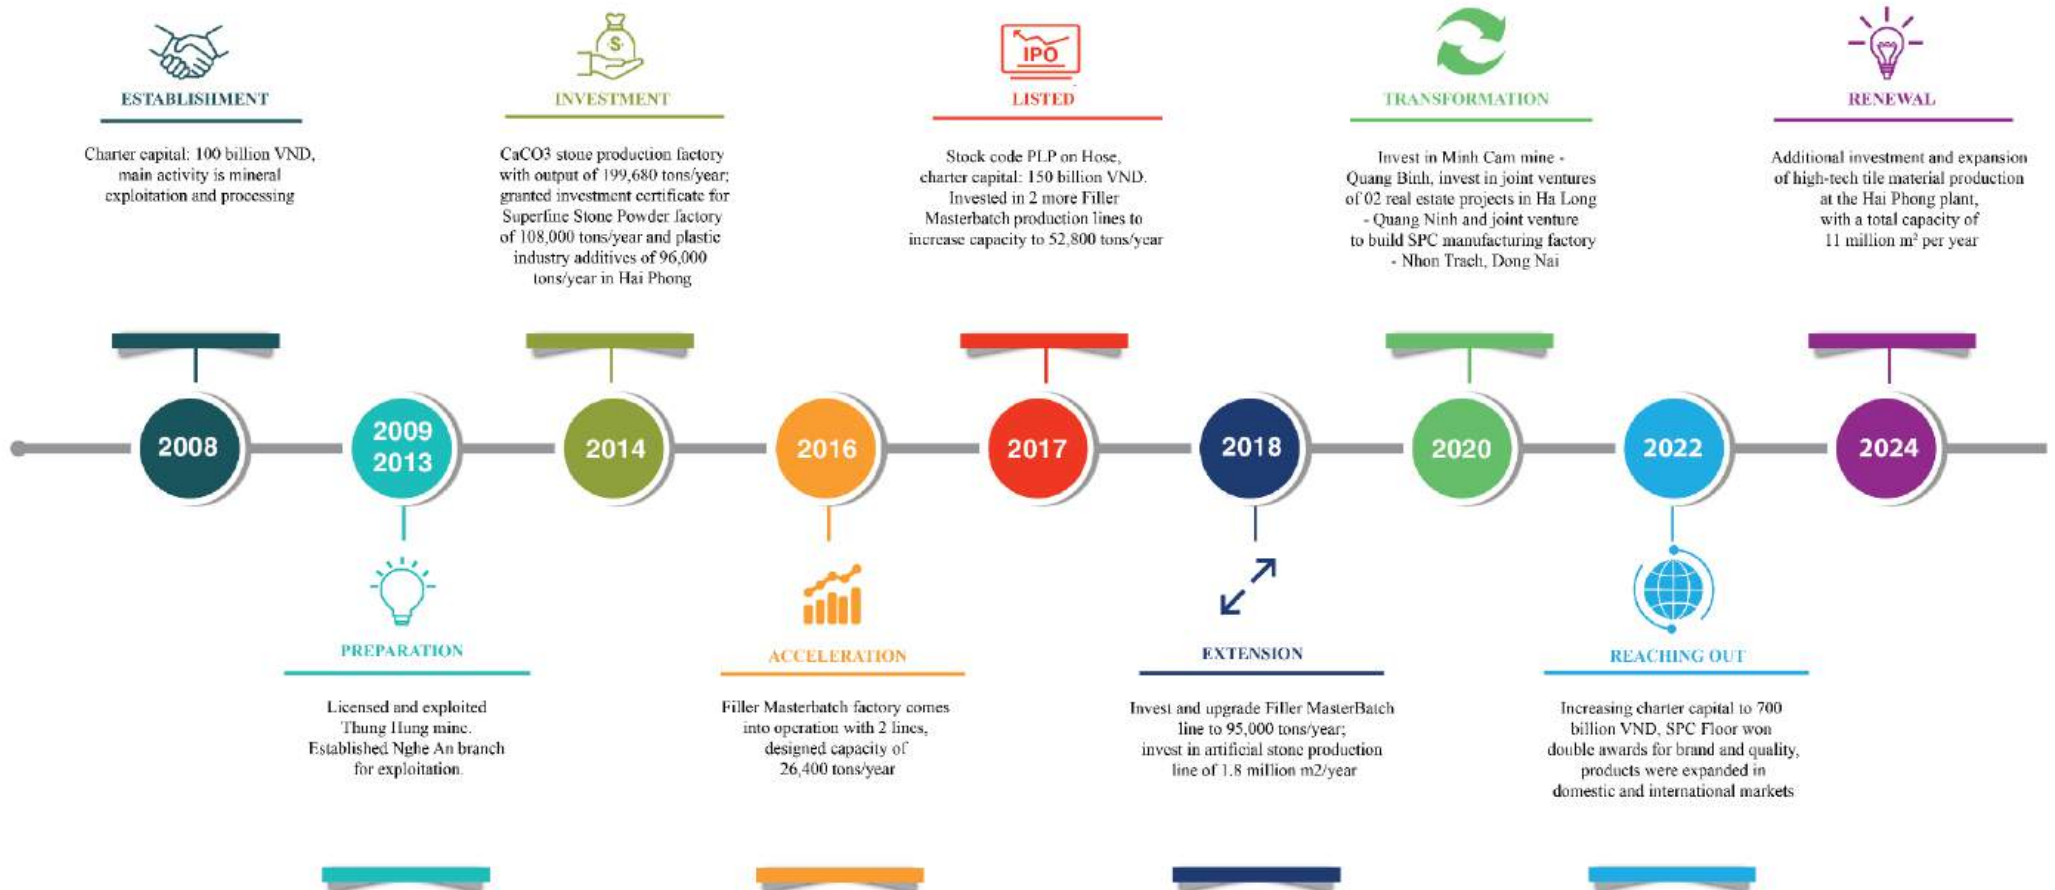 ESTABLISHMENT
Charter capital: 100 billion VND,
main activity is mineral
exploitation and processing
INVESTMENT
CaCO3 stone production factory
with output of 199,680 tons/year;
granted investment certificate for
Superfine Stone Powder factory
of 108,000 tons/year and plastic
industry additives of 96,000
tons/year in Hai Phong
IPO
LISTED
Stock code PLP on Hose,
charter capital: 150 billion VND.
Invested in 2 more Filler
Masterbatch production lines to
increase capacity to 52,800 tons/year
TRANSFORMATION
Invest in Minh Cam mine -
Quang Binh, invest in joint ventures
of 02 real estate projects in Ha Long
- Quang Ninh and joint venture
to build SPC manufacturing factory
- Nhon Trach, Dong Nai
RENEWAL
Additional investment and expansion
of high-tech tile material production
at the Hai Phong plant,
with a total capacity of
11 million m² per year
2008
2009
2013
2014
2016
2017
2018
2020
2022
2024
PREPARATION
Licensed and exploited
Thung Hung mine.
Established Nghe An branch
for exploitation.
ACCELERATION
Filler Masterbatch factory comes
into operation with 2 lines,
designed capacity of
26,400 tons/year
EXTENSION
Invest and upgrade Filler MasterBatch
line to 95,000 tons/year;
invest in artificial stone production
line of 1.8 million m2/year
REACHING OUT
Increasing charter capital to 700
billion VND, SPC Floor won
double awards for brand and quality,
products were expanded in
domestic and international markets